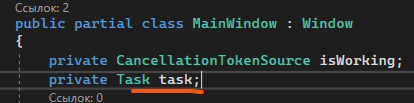 Ссылок: 2
public partial class MainWindow : Window
{
private CancellationTokenSource isWorking;
private Task task;
Ссылок: 0